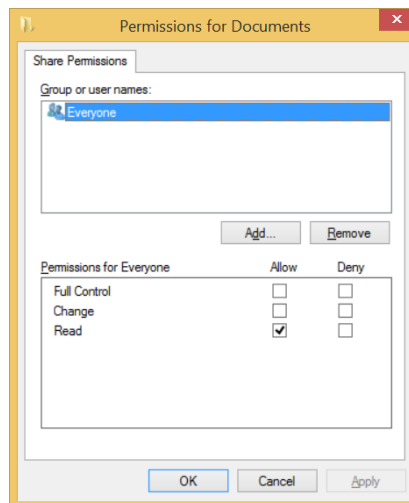 Permissions for Documents
Share Permissions
Group or user names:
Everyone
Add... Remove
Permissions for Everyone Allow Deny
Full Control
Change
Read
OK Cancel Apply